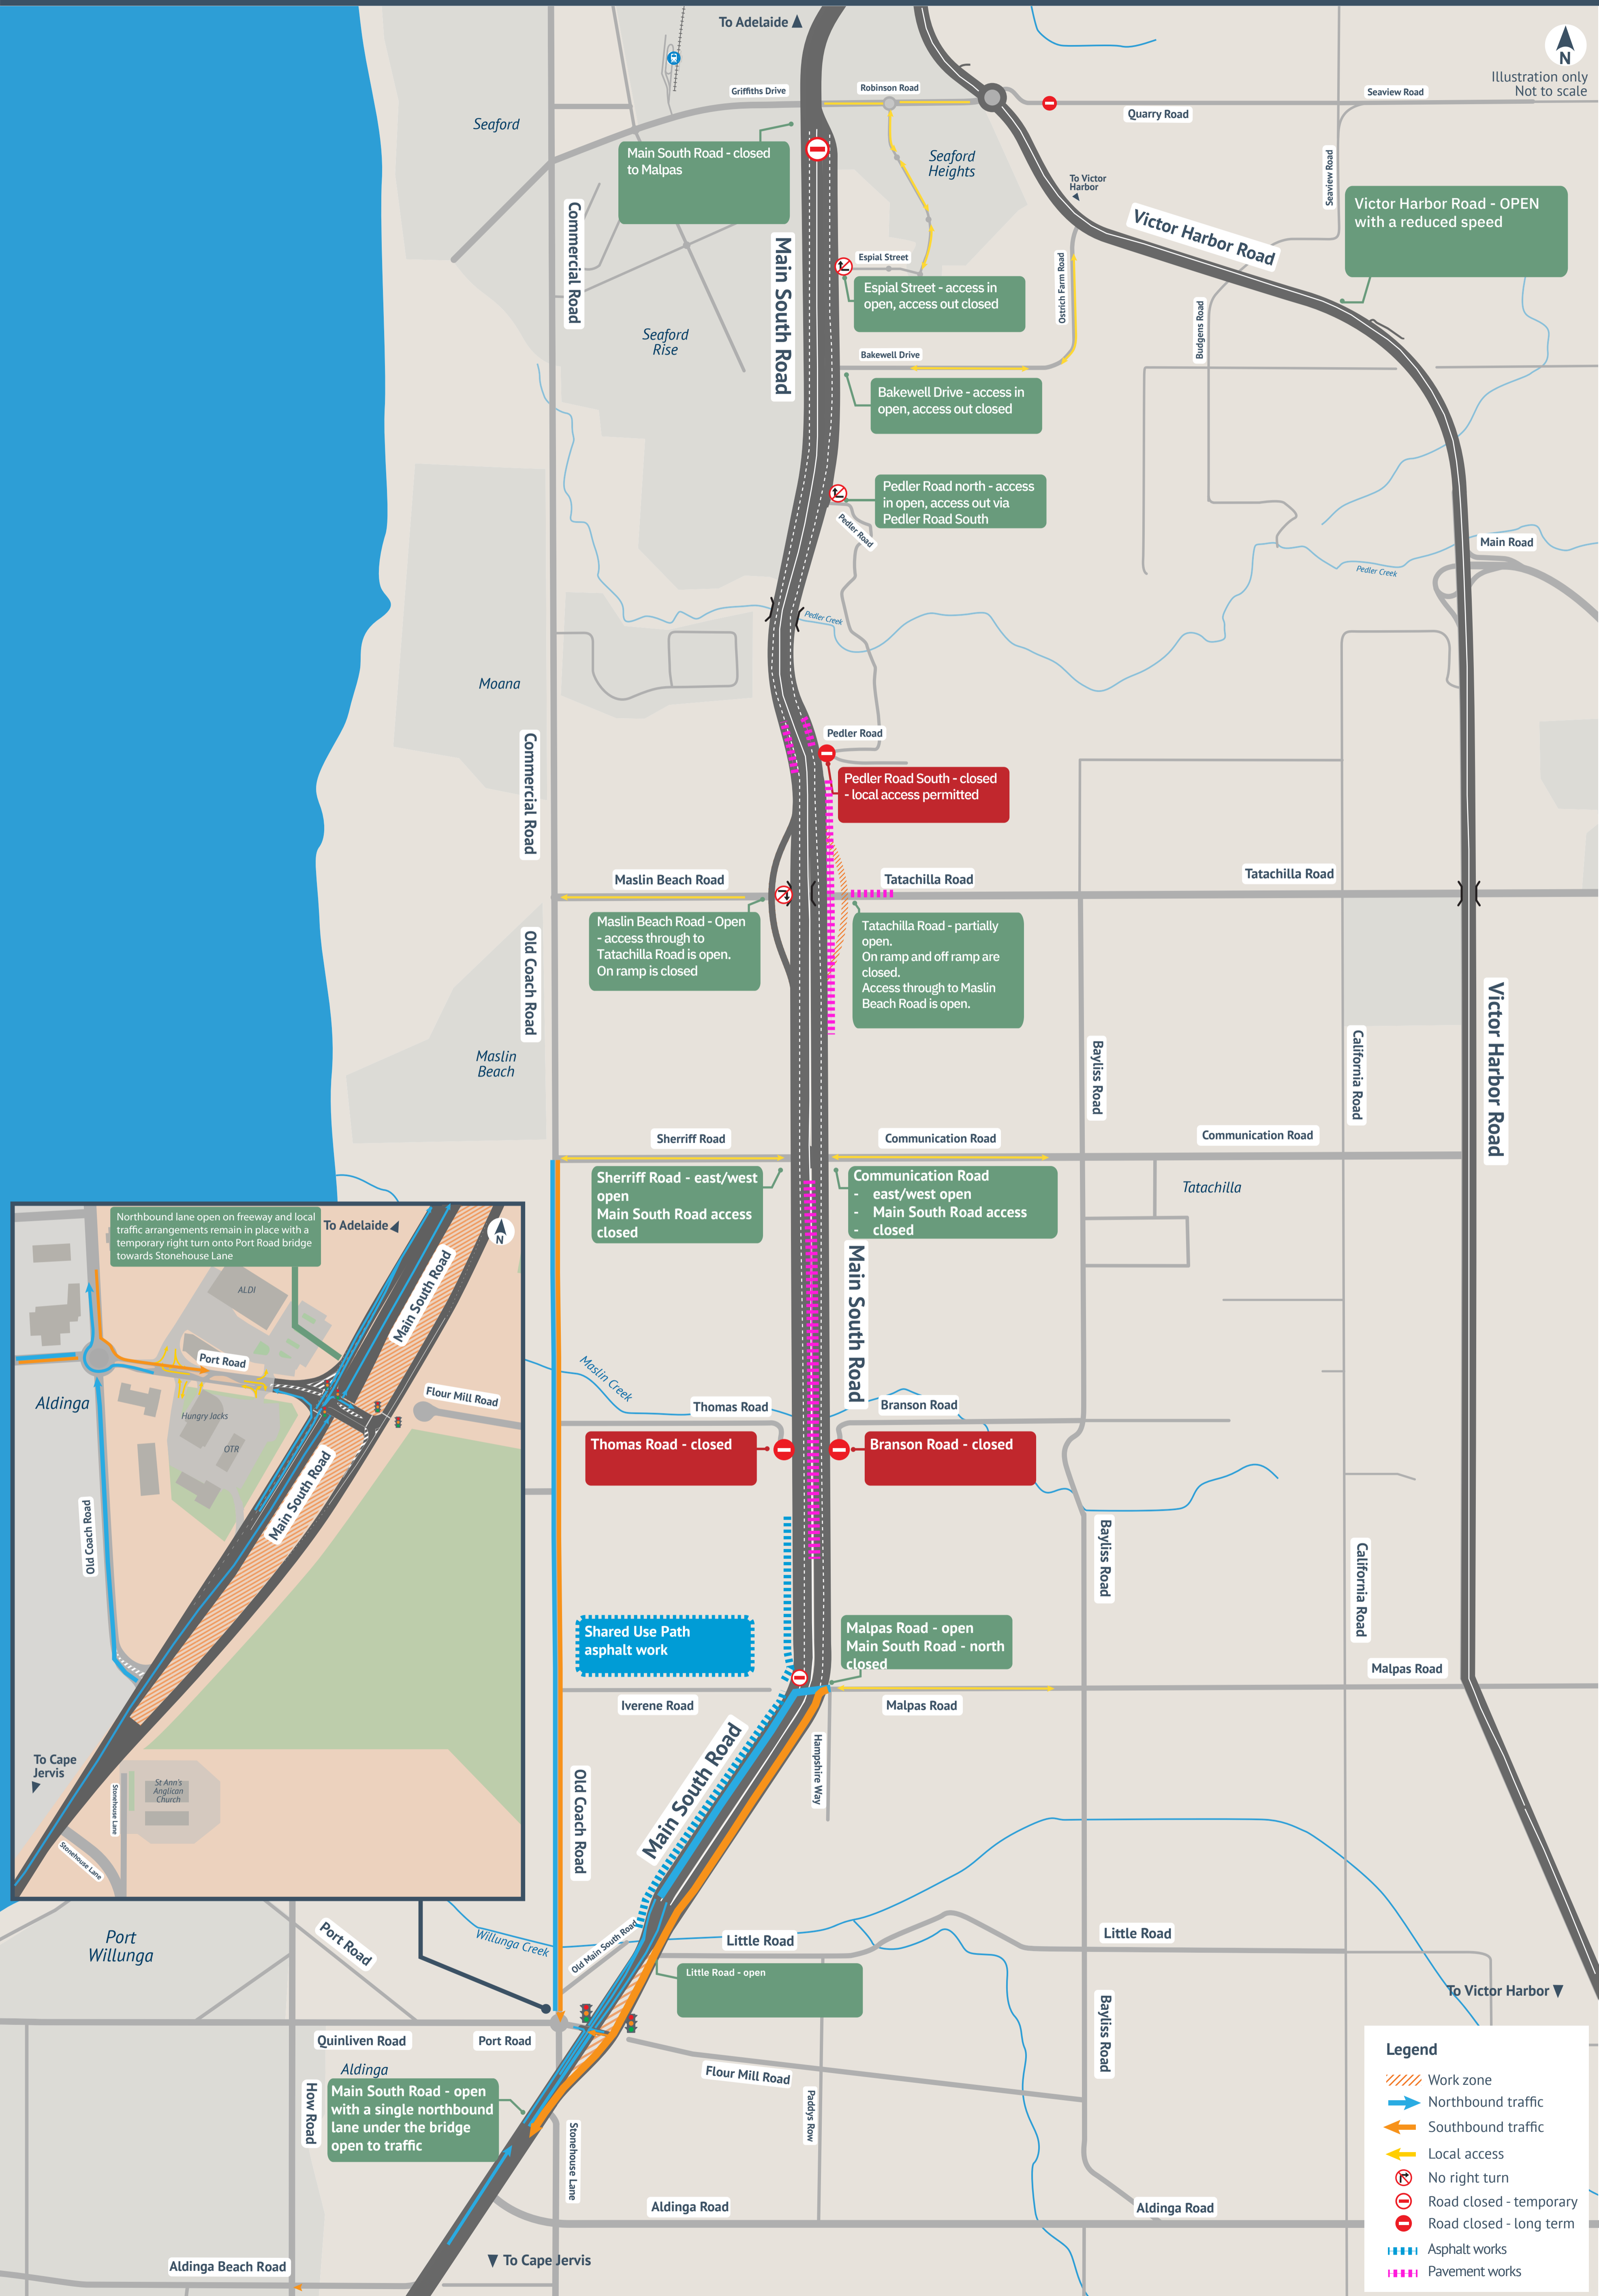 To Adelaide
N
Illustration only
Not to scale
Griffiths Drive
Robinson Road
Seaview Road
Quarry Road
Seaford
Main South Road - closed
to Malpas
Seaford
Heights
To Victor
Harbor
Seaview Road
Victor Harbor Road - OPEN
with a reduced speed
Commercial Road
Main South Road
Victor Harbor Road
Espial Street
Espial Street - access in
open, access out closed
Ostrich Farm Road
Budgens Road
Seaford
Rise
Bakewell Drive
Bakewell Drive - access in
open, access out closed
Pedler Road north - access
in open, access out via
Pedler Road South
Pedler Road
Main Road
Pedler Creek
Pedler Creek
Moana
Pedler Road
Commercial Road
Pedler Road South - closed
- local access permitted
Maslin Beach Road
Tatachilla Road
Tatachilla Road
Maslin Beach Road - Open
- access through to
Tatachilla Road is open.
On ramp is closed
Tatachilla Road - partially
open.
On ramp and off ramp are
closed.
Access through to Maslin
Beach Road is open.
Old Coach Road
Victor Harbor Road
Maslin
Beach
Bayliss Road
California Road
Sherriff Road
Communication Road
Communication Road
Sherriff Road - east/west
open
Main South Road access
closed
Communication Road
- east/west open
- Main South Road access
- closed
Tatachilla
Main South Road
Northbound lane open on freeway and local
traffic arrangements remain in place with a
temporary right turn onto Port Road bridge
towards Stonehouse Lane
To Adelaide
N
ALDI
Main South Road
Port Road
Aldinga
Flour Mill Road
Hungry Jacks
OTR
Main South Road
Old Coach Road
To Cape
Jervis
St Ann's
Anglican
Church
Stonehouse Lane
Stonehouse Lane
Maslin Creek
Thomas Road
Branson Road
Thomas Road - closed
Branson Road - closed
Bayliss Road
California Road
Shared Use Path
asphalt work
Malpas Road - open
Main South Road - north
closed
Malpas Road
Iverene Road
Malpas Road
Main South Road
Hampshire Way
Old Coach Road
Port
Willunga
Port Road
Willunga Creek
Old Main South Road
Little Road
Little Road
Little Road - open
To Victor Harbor
Bayliss Road
Quinliven Road
Port Road
Aldinga
Flour Mill Road
How Road
Main South Road - open
with a single northbound
lane under the bridge
open to traffic
Paddys Row
Stonehouse Lane
Aldinga Road
Aldinga Road
To Cape Jervis
Aldinga Beach Road
Legend
Work zone
Northbound traffic
Southbound traffic
Local access
No right turn
Road closed - temporary
Road closed - long term
Asphalt works
Pavement works